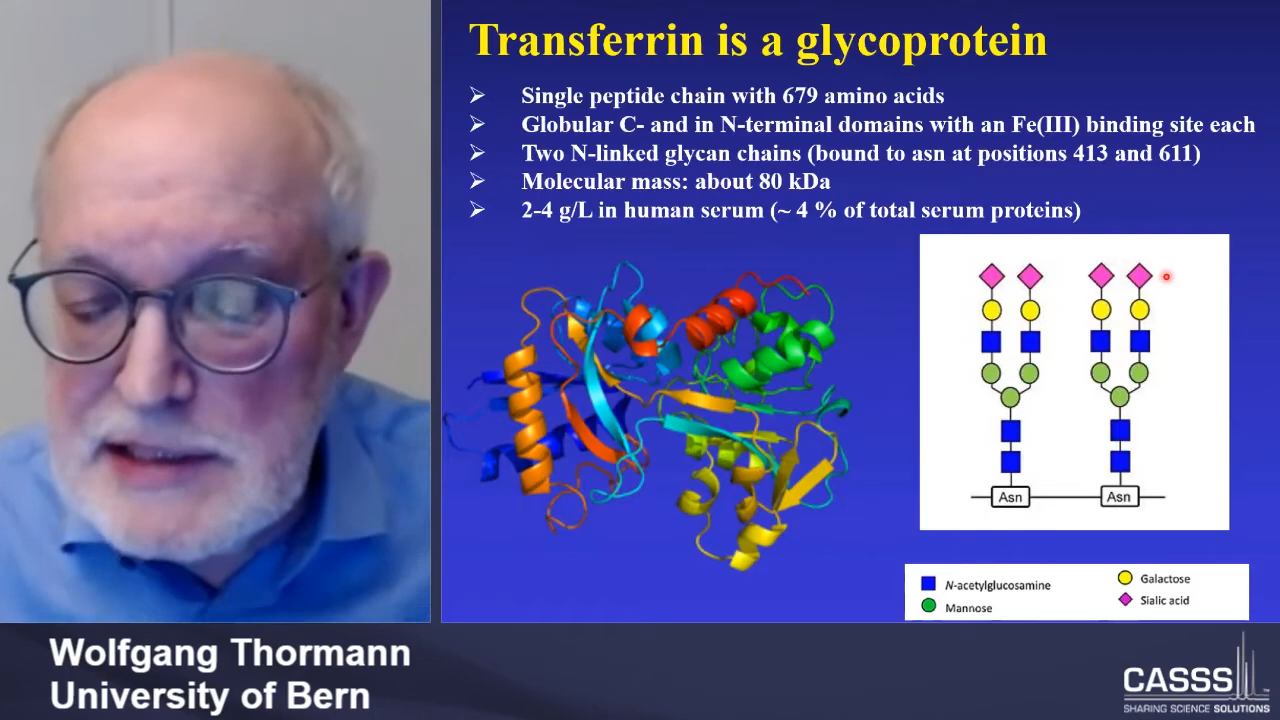 Transferrin is a glycoprotein
Single peptide chain with 679 amino acids
Globular C- and in N-terminal domains with an Fe(III) binding site each
Two N-linked glycan chains (bound to asn at positions 413 and 611)
Molecular mass: about 80 kDa
2-4 g/L in human serum (~ 4 % of total serum proteins)
Asn Asn
N-acetylglucosamine
Mannose
Galactose
Sialic acid
Wolfgang Thormann
University of Bern
CASSS
SHARING SCIENCE SOLUTIONS